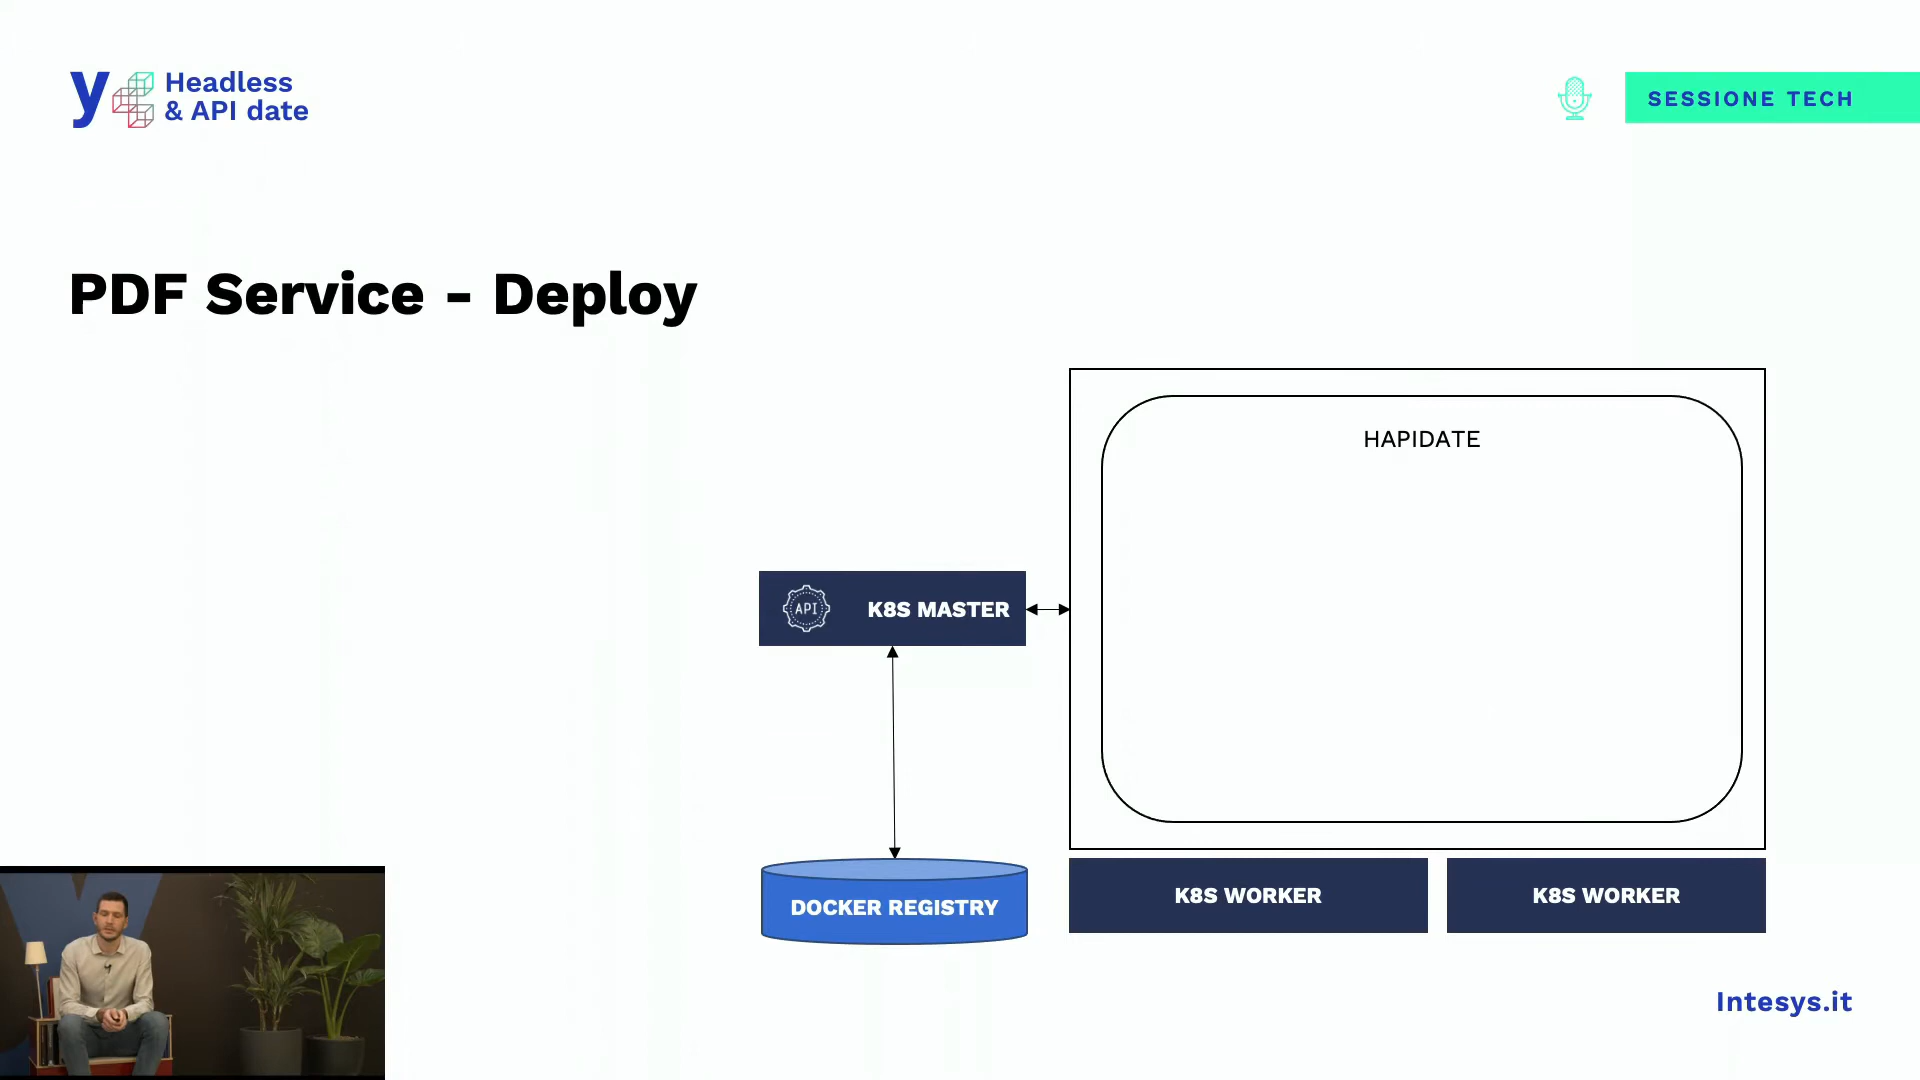 y Headless
& API date
SESSIONE TECH
PDF Service - Deploy
HAPIDATE
API K8S MASTER
DOCKER REGISTRY
K8S WORKER
K8S WORKER
Intesys.it